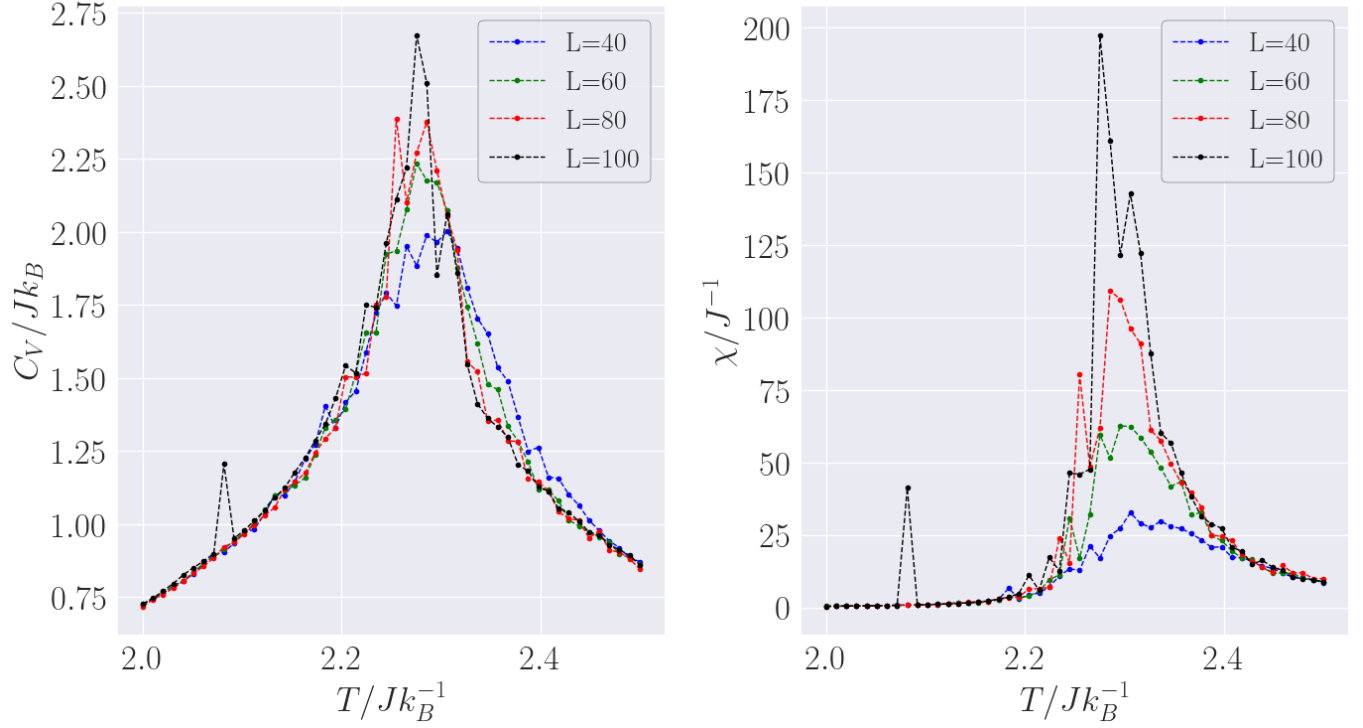 2.75
2.50
2.25
2.00
1.75
1.50
1.25
1.00
0.75
C_V/Jk_B
2.0 2.2 2.4
T/Jk_B^{-1}
L=40
L=60
L=80
L=100
200
175
150
125
100
75
50
25
0
χ/J^{-1}
2.0 2.2 2.4
T/Jk_B^{-1}
L=40
L=60
L=80
L=100